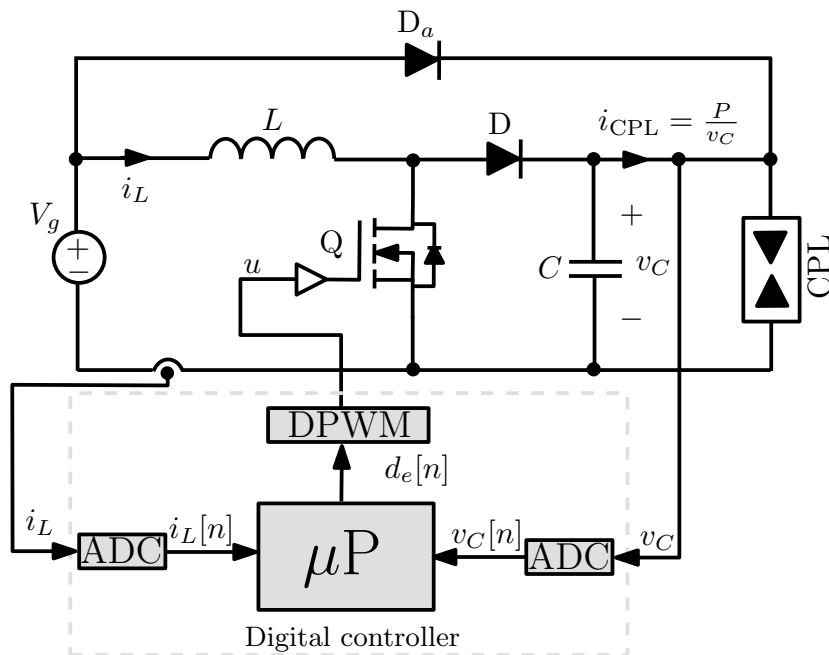 D_a
L
D
i_CPL = P/v_C
i_L
V_g
+
−
Q
u
C
+
v_C
−
CPL
DPWM
d_e[n]
i_L
ADC
i_L[n]
μP
v_C[n]
ADC
v_C
Digital controller